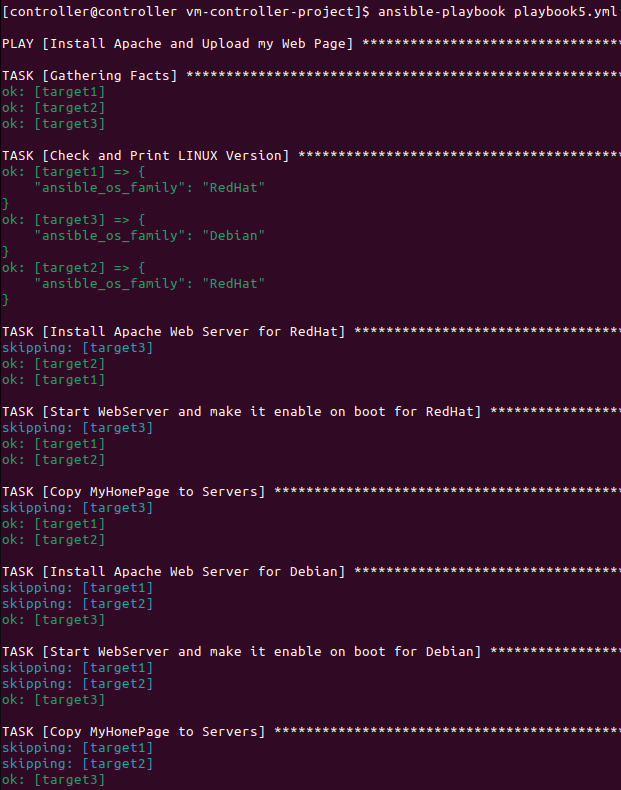 [controller@controller vm-controller-project]$ ansible-playbook playbook5.yml
PLAY [Install Apache and Upload my Web Page] *********************************
TASK [Gathering Facts] *******************************************************
ok: [target1]
ok: [target2]
ok: [target3]
TASK [Check and Print LINUX Version] *****************************************
ok: [target1] => {
    "ansible_os_family": "RedHat"
}
ok: [target3] => {
    "ansible_os_family": "Debian"
}
ok: [target2] => {
    "ansible_os_family": "RedHat"
}
TASK [Install Apache Web Server for RedHat] **********************************
skipping: [target3]
ok: [target2]
ok: [target1]
TASK [Start WebServer and make it enable on boot for RedHat] *****************
skipping: [target3]
ok: [target1]
ok: [target2]
TASK [Copy MyHomePage to Servers] ********************************************
skipping: [target3]
ok: [target1]
ok: [target2]
TASK [Install Apache Web Server for Debian] **********************************
skipping: [target1]
skipping: [target2]
ok: [target3]
TASK [Start WebServer and make it enable on boot for Debian] *****************
skipping: [target1]
skipping: [target2]
ok: [target3]
TASK [Copy MyHomePage to Servers] ********************************************
skipping: [target1]
skipping: [target2]
ok: [target3]